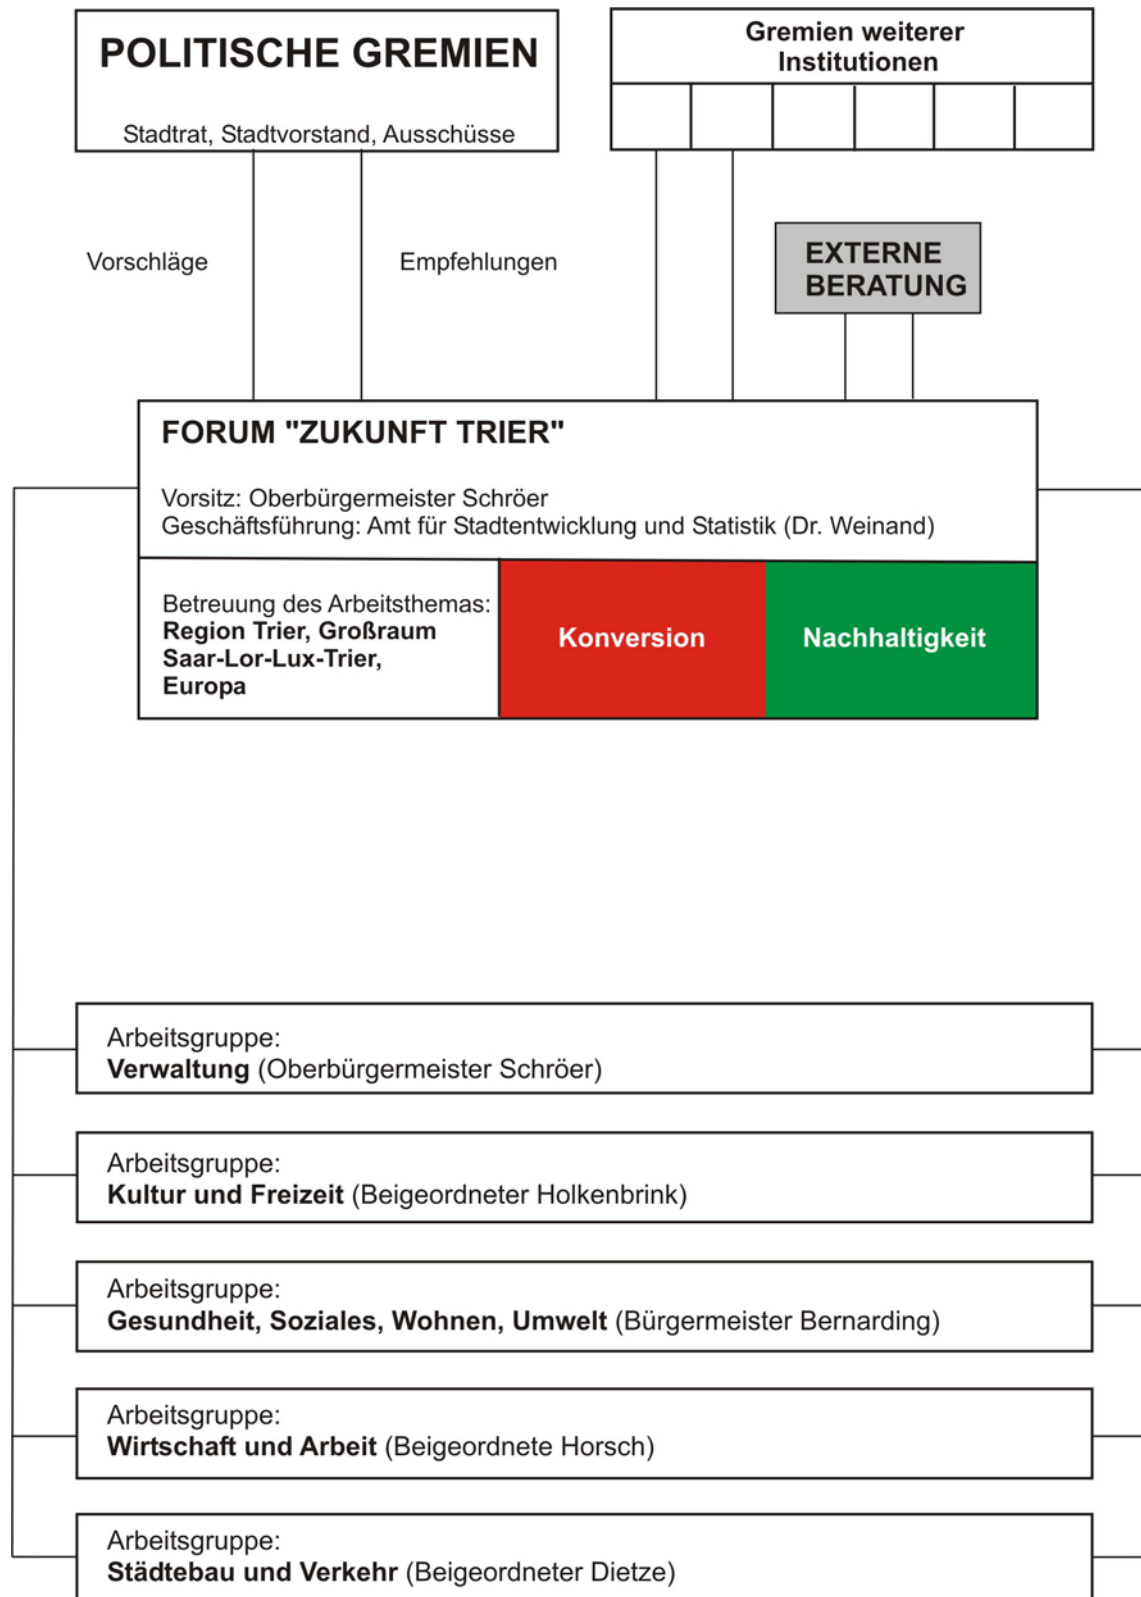 POLITISCHE GREMIEN
Stadtrat, Stadtvorstand, Ausschüsse
Gremien weiterer
Institutionen
Vorschläge
Empfehlungen
EXTERNE
BERATUNG
FORUM "ZUKUNFT TRIER"
Vorsitz: Oberbürgermeister Schröer
Geschäftsführung: Amt für Stadtentwicklung und Statistik (Dr. Weinand)
Betreuung des Arbeitsthemas:
Region Trier, Großraum
Saar-Lor-Lux-Trier,
Europa
Konversion
Nachhaltigkeit
Arbeitsgruppe:
Verwaltung (Oberbürgermeister Schröer)
Arbeitsgruppe:
Kultur und Freizeit (Beigeordneter Holkenbrink)
Arbeitsgruppe:
Gesundheit, Soziales, Wohnen, Umwelt (Bürgermeister Bernarding)
Arbeitsgruppe:
Wirtschaft und Arbeit (Beigeordnete Horsch)
Arbeitsgruppe:
Städtebau und Verkehr (Beigeordneter Dietze)